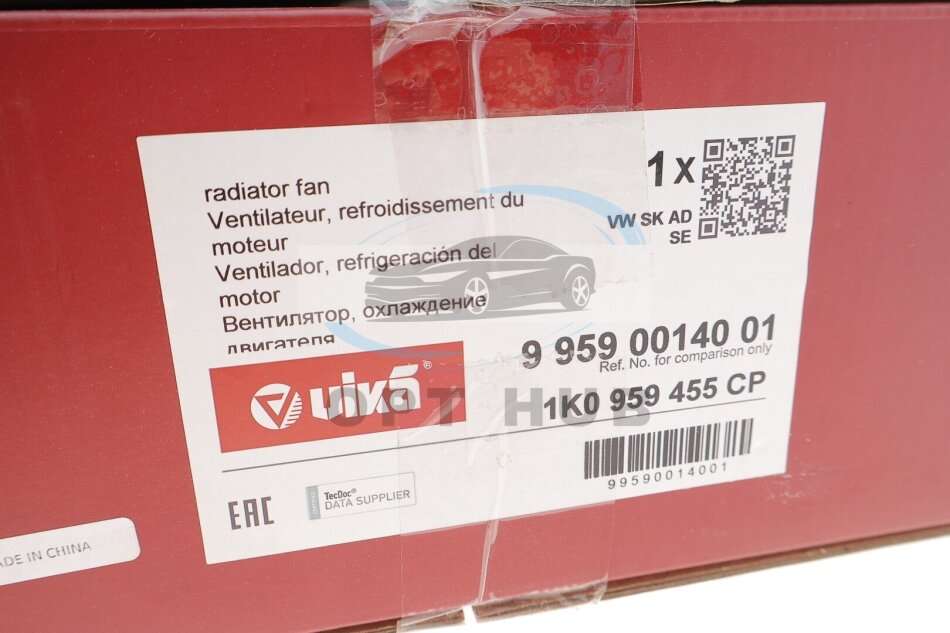 radiator fan
Ventilateur, refroidissement du
moteur
Ventilador, refrigeración del
motor
Вентилятор, охлаждение
двигателя
1 x
VW SK AD
SE
9 959 00140 01
Ref. No. for comparison only
1K0 959 455 CP
vika®
OPT HUB
99590014001
EAC
CERTIFIED
TecDoc®
DATA SUPPLIER
ADE IN CHINA